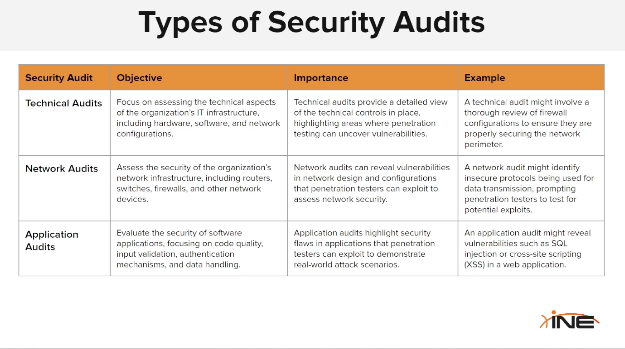 Types of Security Audits
Security Audit
Objective
Importance
Example
Technical Audits
Focus on assessing the technical aspects
of the organization's IT infrastructure,
including hardware, software, and network
configurations.
Technical audits provide a detailed view
of the technical controls in place,
highlighting areas where penetration
testing can uncover vulnerabilities.
A technical audit might involve a
thorough review of firewall
configurations to ensure they are
properly securing the network
perimeter.
Network Audits
Assess the security of the organization's
network infrastructure, including routers,
switches, firewalls, and other network
devices.
Network audits can reveal vulnerabilities
in network design and configurations
that penetration testers can exploit to
assess network security.
A network audit might identify
insecure protocols being used for
data transmission, prompting
penetration testers to test for
potential exploits.
Application
Audits
Evaluate the security of software
applications, focusing on code quality,
input validation, authentication
mechanisms, and data handling.
Application audits highlight security
flaws in applications that penetration
testers can exploit to demonstrate
real-world attack scenarios.
An application audit might reveal
vulnerabilities such as SQL
injection or cross-site scripting
(XSS) in a web application.
INE